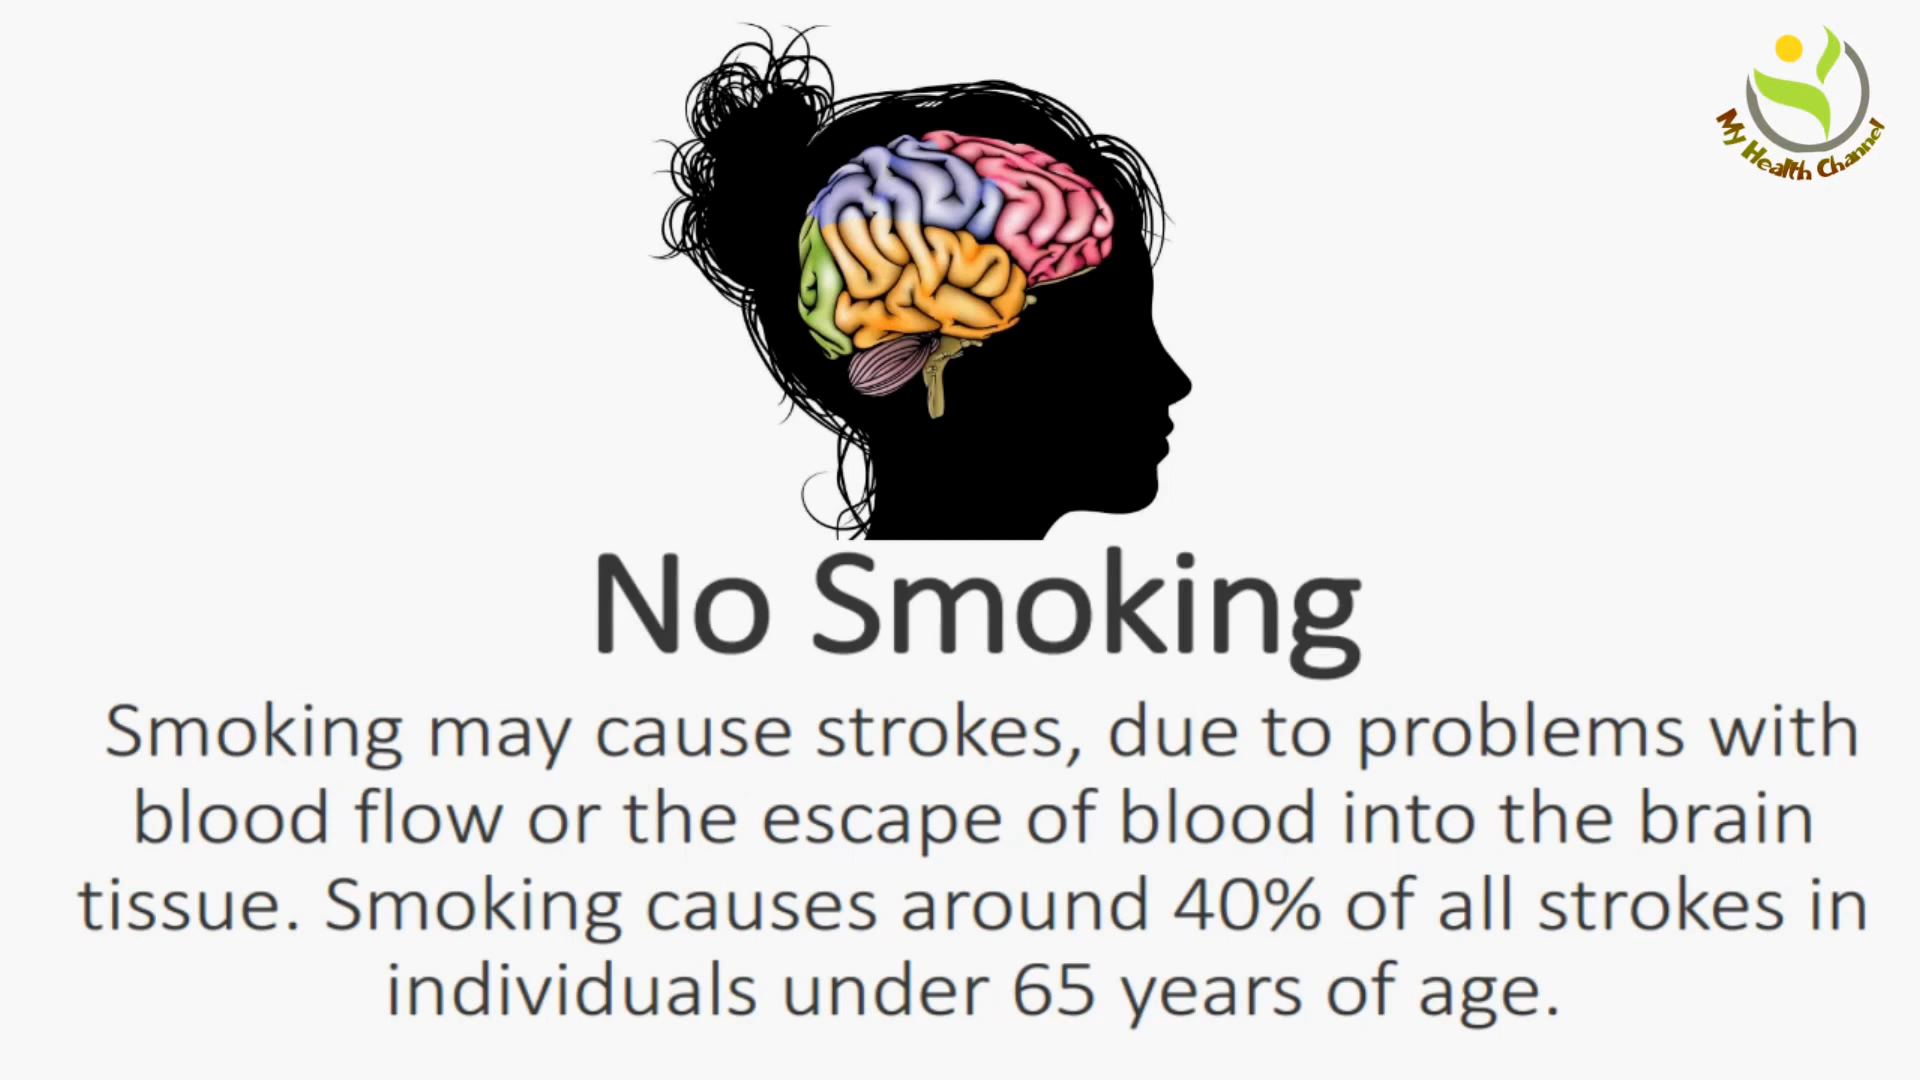 My Health Channel
No Smoking
Smoking may cause strokes, due to problems with
blood flow or the escape of blood into the brain
tissue. Smoking causes around 40% of all strokes in
individuals under 65 years of age.